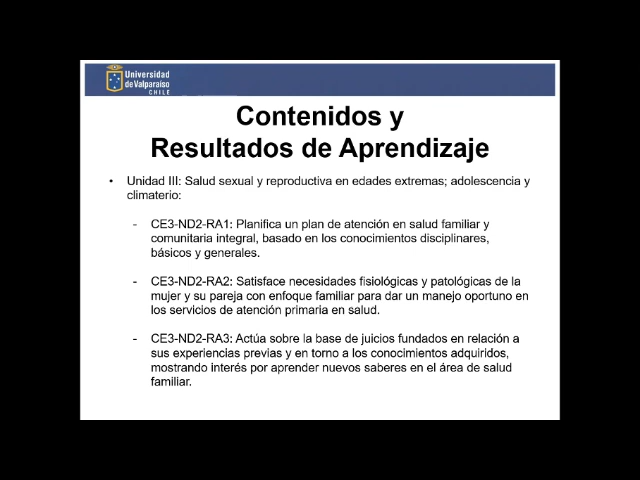 Universidad
de Valparaíso
CHILE
Contenidos y
Resultados de Aprendizaje
• Unidad III: Salud sexual y reproductiva en edades extremas; adolescencia y
climaterio:
- CE3-ND2-RA1: Planifica un plan de atención en salud familiar y
comunitaria integral, basado en los conocimientos disciplinares,
básicos y generales.
- CE3-ND2-RA2: Satisface necesidades fisiológicas y patológicas de la
mujer y su pareja con enfoque familiar para dar un manejo oportuno en
los servicios de atención primaria en salud.
- CE3-ND2-RA3: Actúa sobre la base de juicios fundados en relación a
sus experiencias previas y en torno a los conocimientos adquiridos,
mostrando interés por aprender nuevos saberes en el área de salud
familiar.